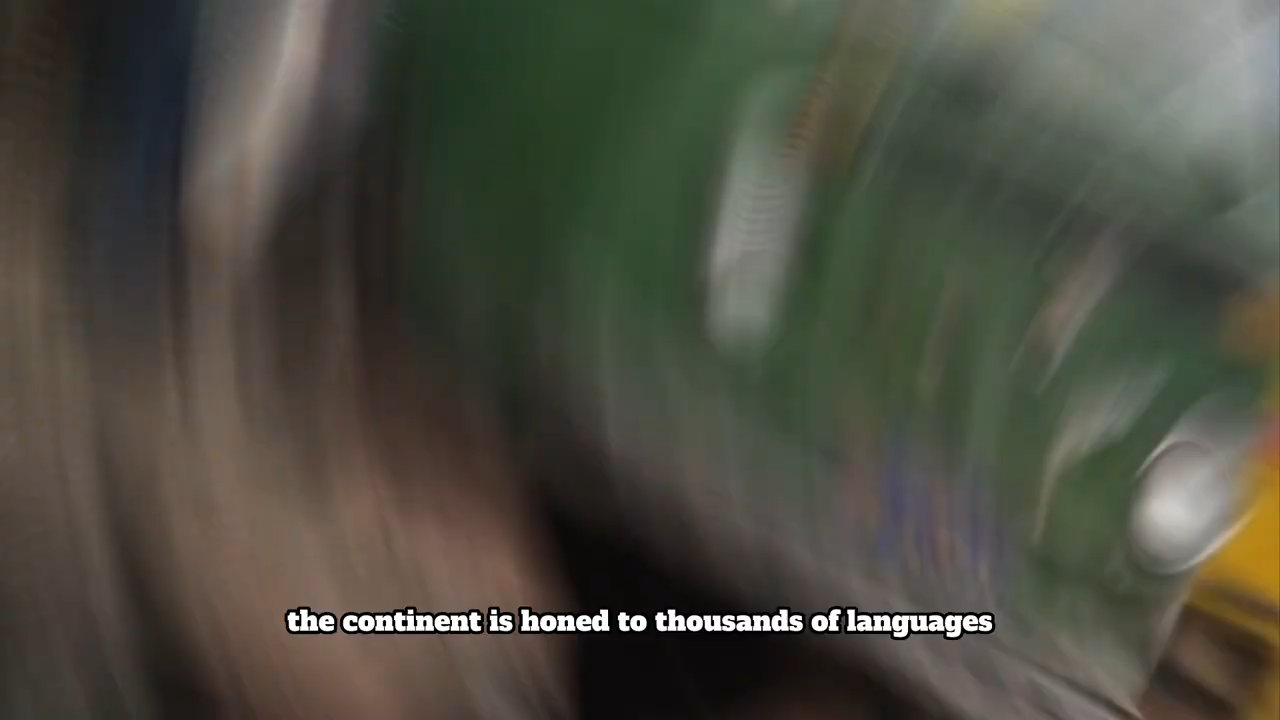 the continent is honed to thousands of languages